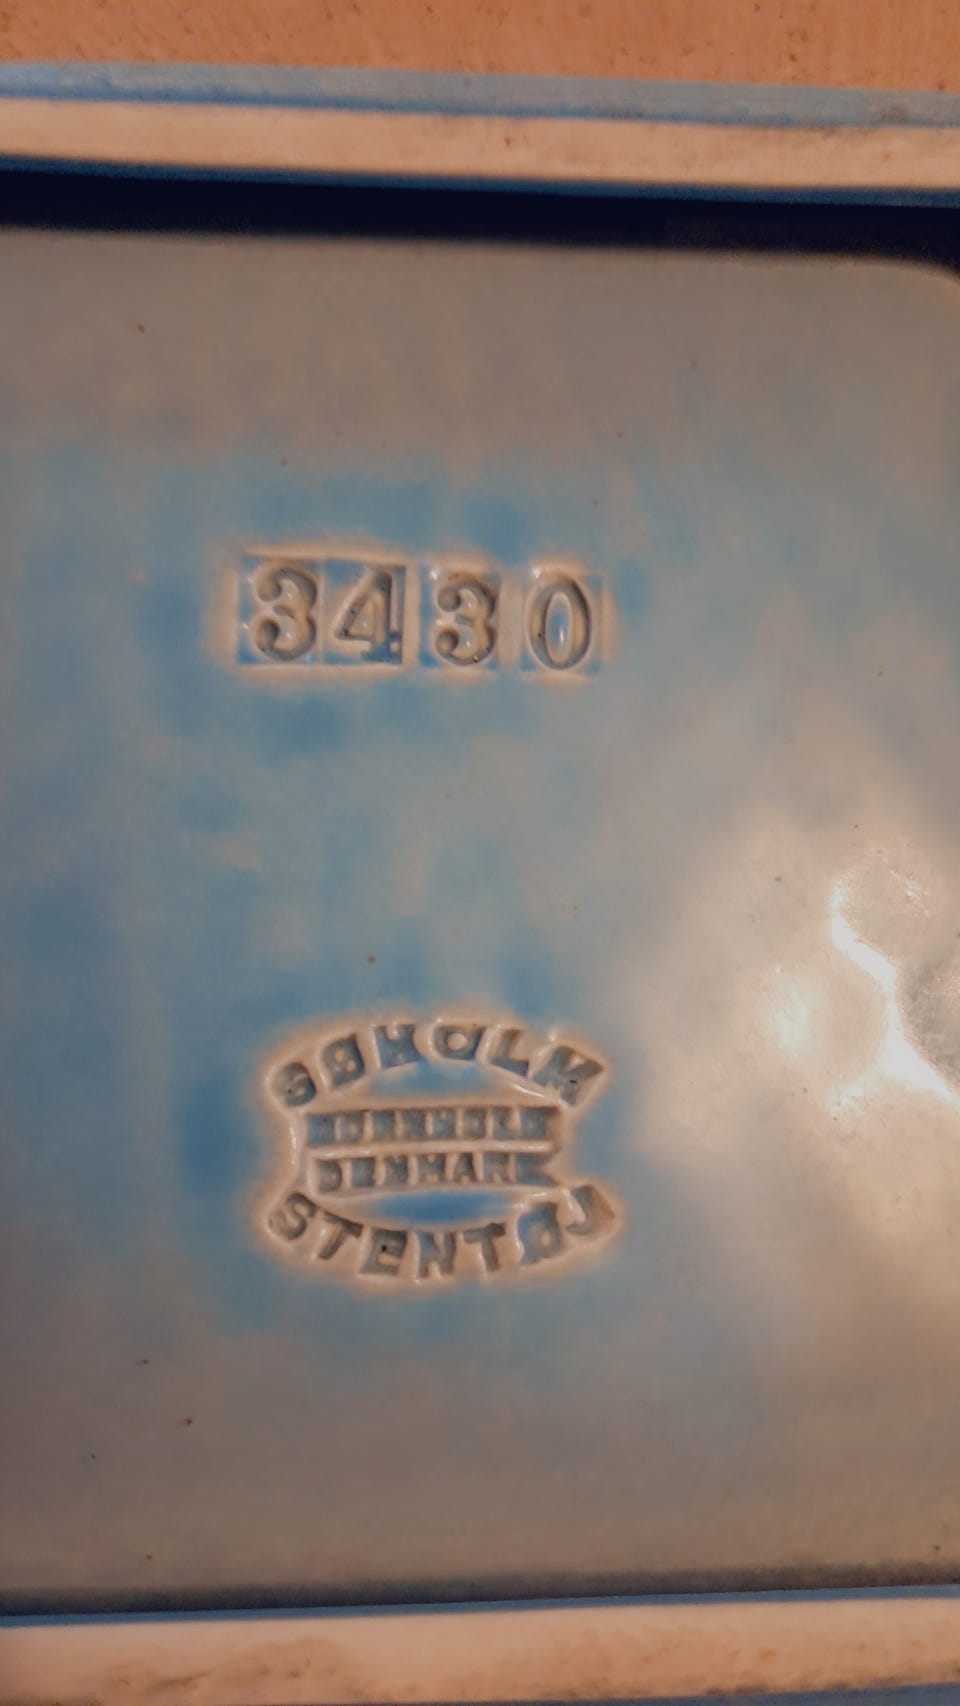 3430
SØHOLM
BORNHOLM
DENMARK
STENTØJ